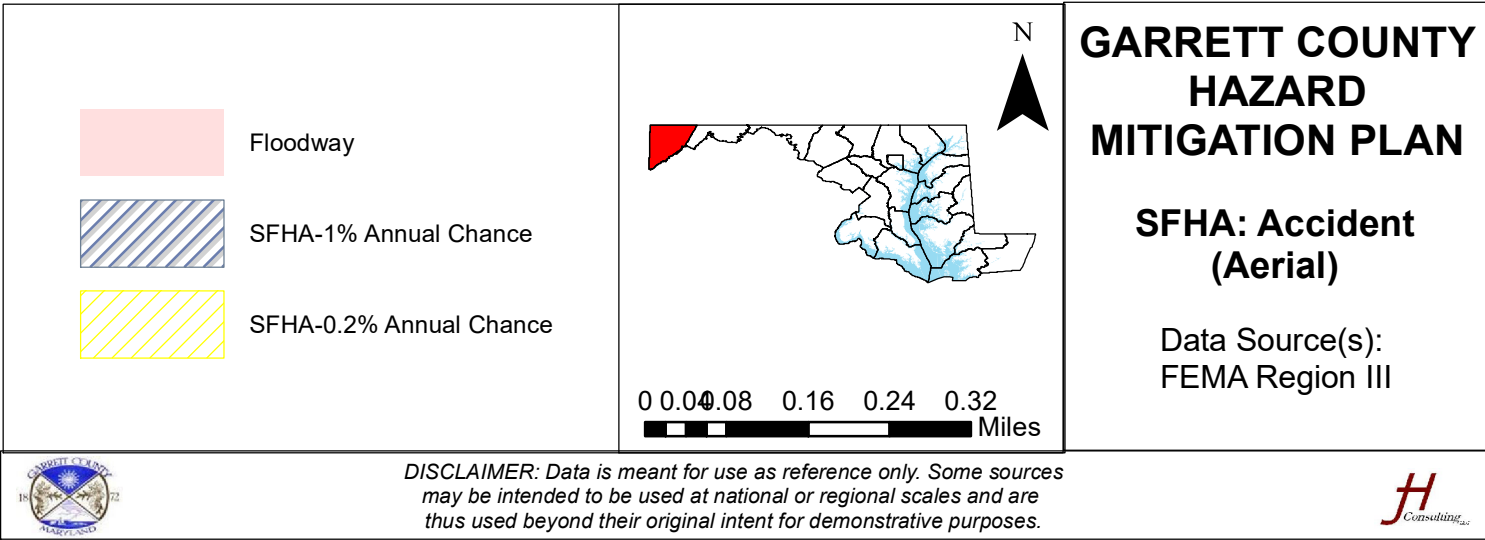 Floodway
SFHA-1% Annual Chance
SFHA-0.2% Annual Chance
N
0 0.04 0.08 0.16 0.24 0.32
Miles
GARRETT COUNTY
HAZARD
MITIGATION PLAN
SFHA: Accident
(Aerial)
Data Source(s):
FEMA Region III
GARRETT COUNTY
18 72
MARYLAND
DISCLAIMER: Data is meant for use as reference only. Some sources
may be intended to be used at national or regional scales and are
thus used beyond their original intent for demonstrative purposes.
JH
Consulting